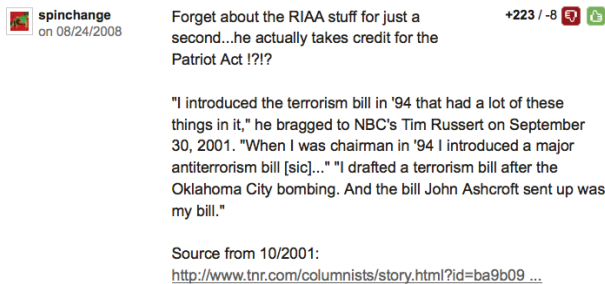 spinchange
on 08/24/2008
+223 / -8
Forget about the RIAA stuff for just a
second...he actually takes credit for the
Patriot Act !?!?
"I introduced the terrorism bill in '94 that had a lot of these
things in it," he bragged to NBC's Tim Russert on September
30, 2001. "When I was chairman in '94 I introduced a major
antiterrorism bill [sic]..." "I drafted a terrorism bill after the
Oklahoma City bombing. And the bill John Ashcroft sent up was
my bill."
Source from 10/2001:
http://www.tnr.com/columnists/story.html?id=ba9b09 ...